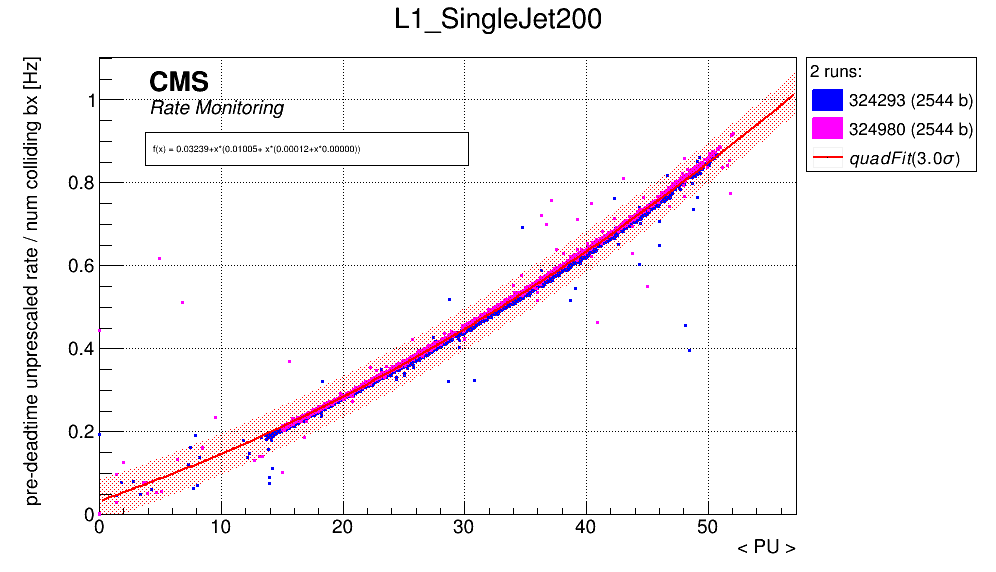 L1_SingleJet200
pre-deadtime unprescaled rate / num colliding bx [Hz]
CMS
Rate Monitoring
f(x) = 0.03239+x*(0.01005+ x*(0.00012+x*0.00000))
1
0.8
0.6
0.4
0.2
0
0 10 20 30 40 50
< PU >
2 runs:
324293 (2544 b)
324980 (2544 b)
quadFit(3.0σ)